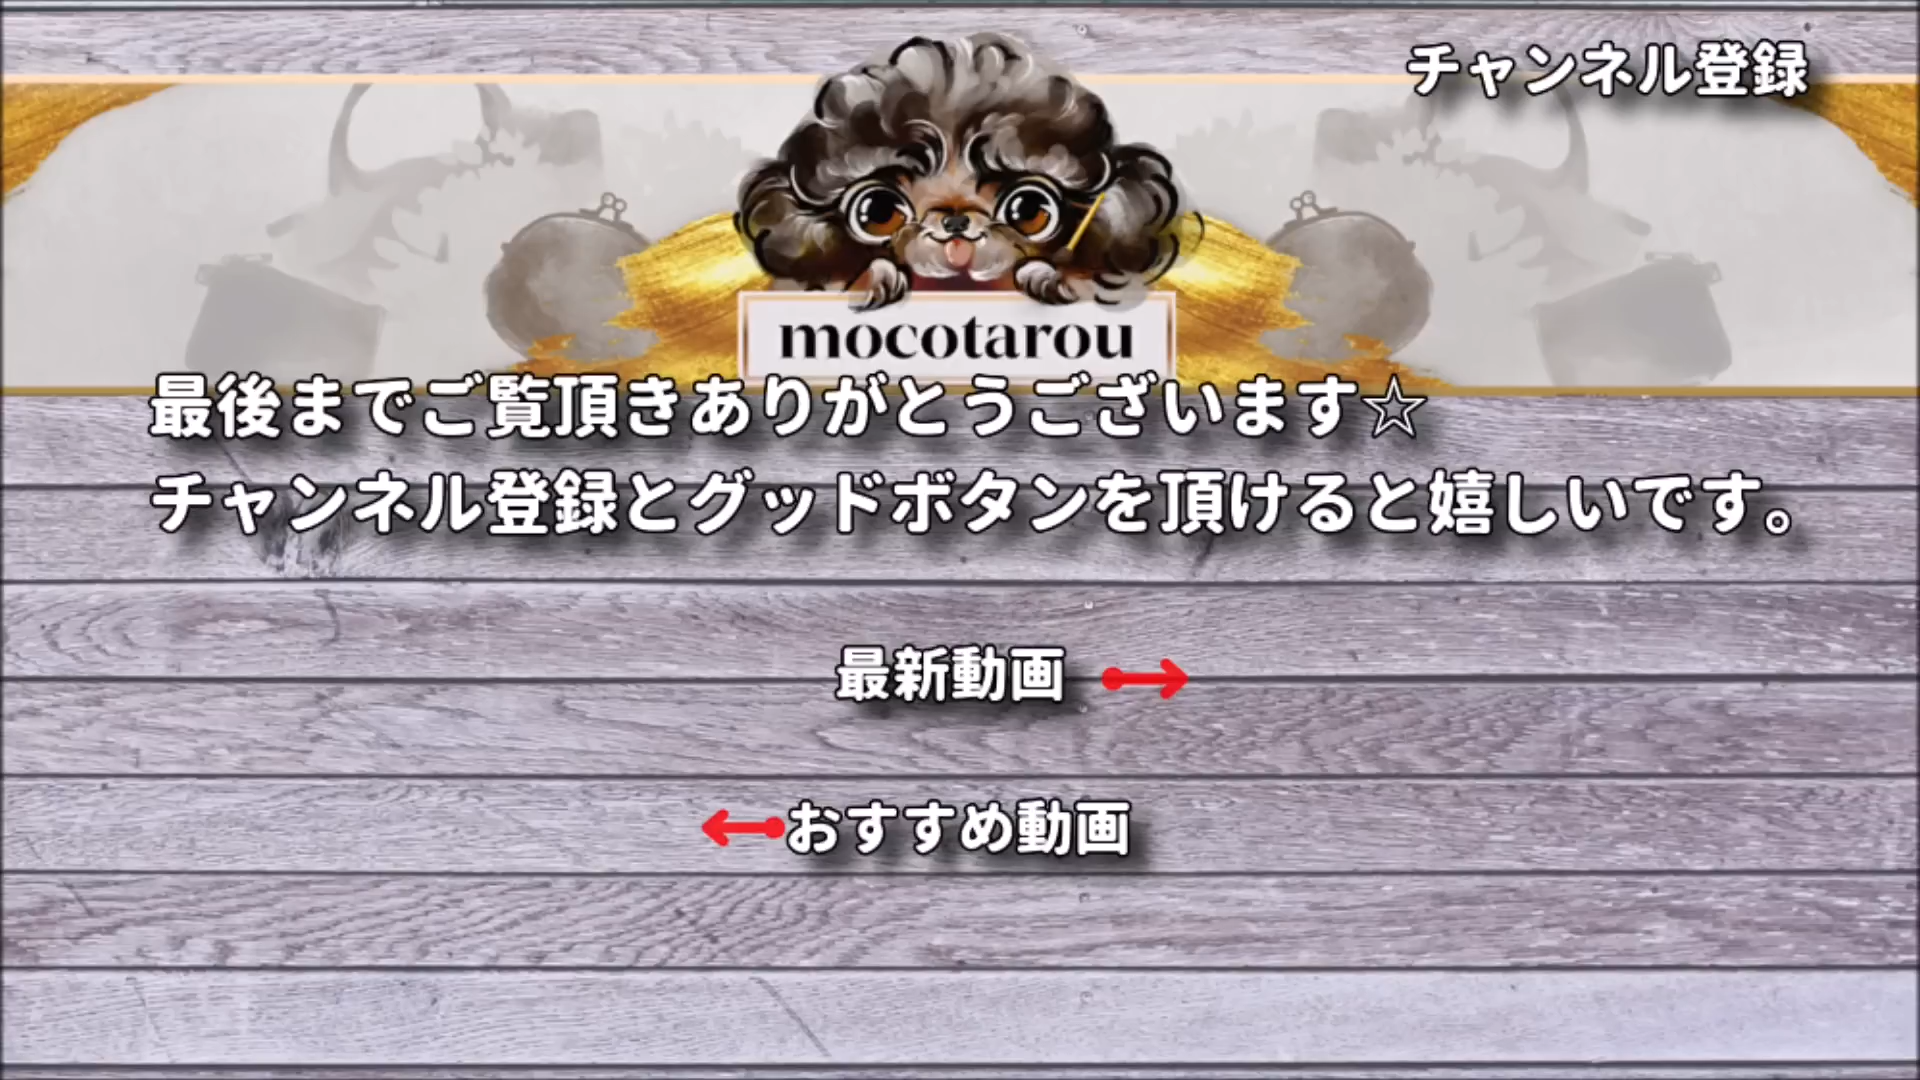 チャンネル登録
mocotarou
最後までご覧頂きありがとうございます☆
チャンネル登録とグッドボタンを頂けると嬉しいです。
最新動画
おすすめ動画